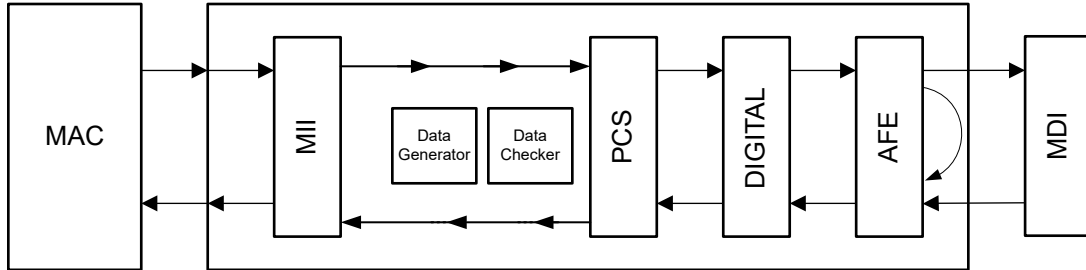 MAC
MII
Data
Generator
Data
Checker
PCS
DIGITAL
AFE
MDI